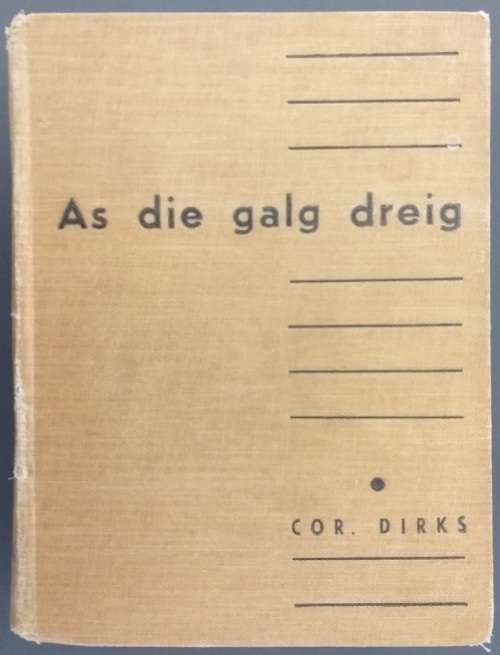 As die galg dreig
COR. DIRKS